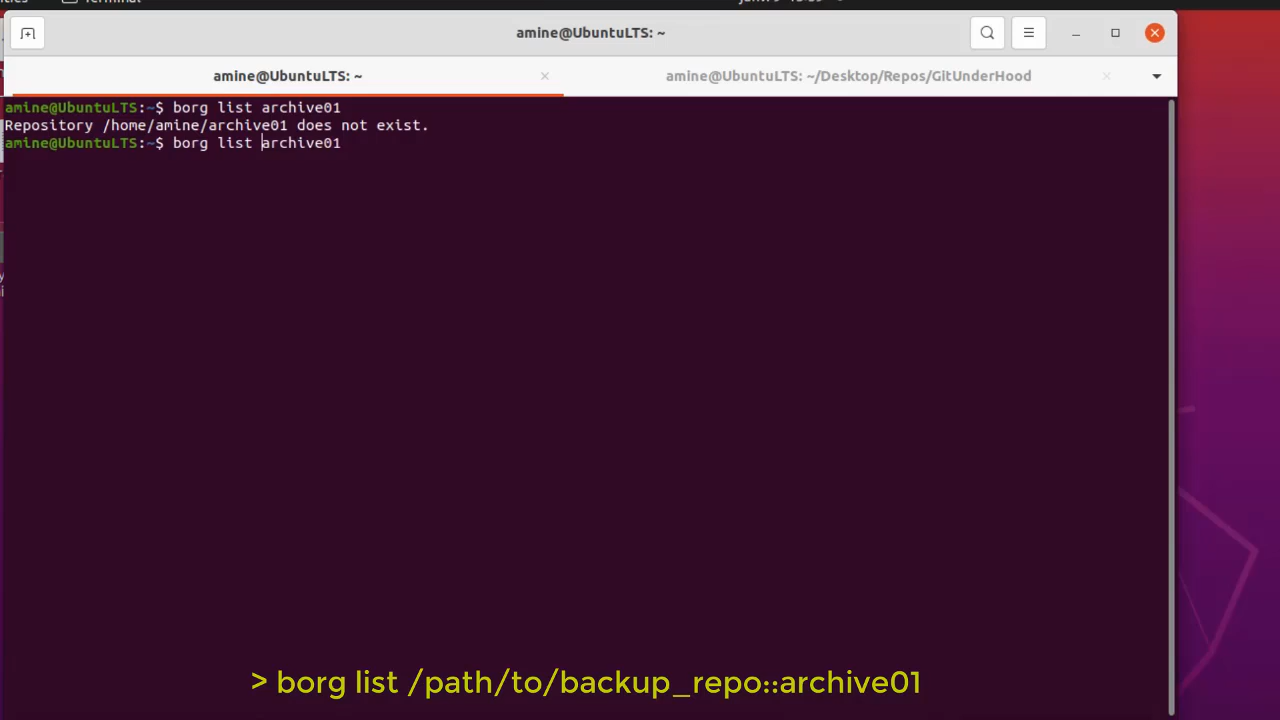 Terminal
amine@UbuntuLTS: ~
amine@UbuntuLTS: ~
amine@UbuntuLTS: ~/Desktop/Repos/GitUnderHood
amine@UbuntuLTS:~$ borg list archive01
Repository /home/amine/archive01 does not exist.
amine@UbuntuLTS:~$ borg list archive01
> borg list /path/to/backup_repo::archive01